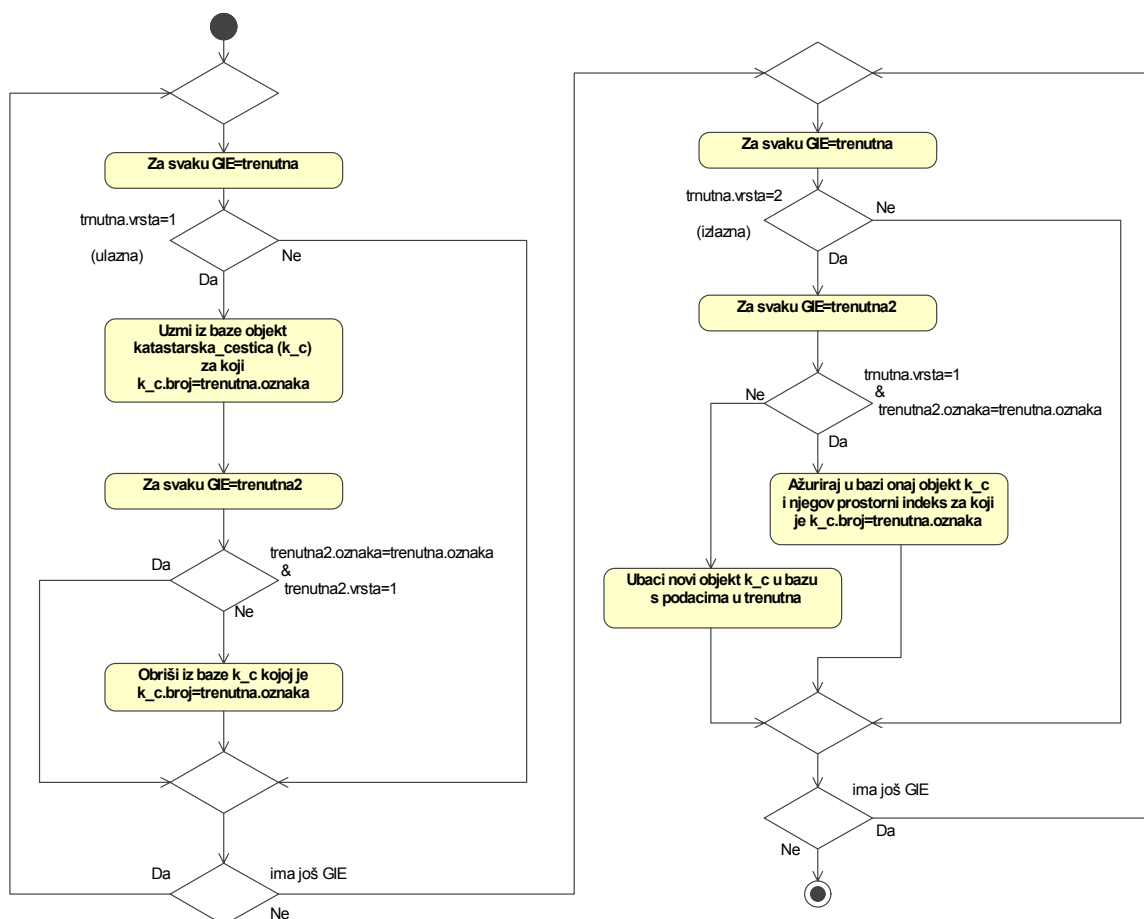 Za svaku GIE=trenutna
trnutna.vrsta=1
(ulazna)
Ne
Da
Uzmi iz baze objekt
katastarska_cestica (k_c)
za koji
k_c.broj=trenutna.oznaka
Za svaku GIE=trenutna2
Da
trenutna2.oznaka=trenutna.oznaka
&
trenutna2.vrsta=1
Ne
Obriši iz baze k_c kojoj je
k_c.broj=trenutna.oznaka
Da
ima još GIE
Ne
Za svaku GIE=trenutna
trnutna.vrsta=2
(izlazna)
Ne
Da
Za svaku GIE=trenutna2
Ne
trnutna.vrsta=1
&
trenutna2.oznaka=trenutna.oznaka
Da
Ažuriraj u bazi onaj objekt k_c
i njegov prostorni indeks za koji
je k_c.broj=trenutna.oznaka
Ubaci novi objekt k_c u bazu
s podacima u trenutna
ima još GIE
Da
Ne